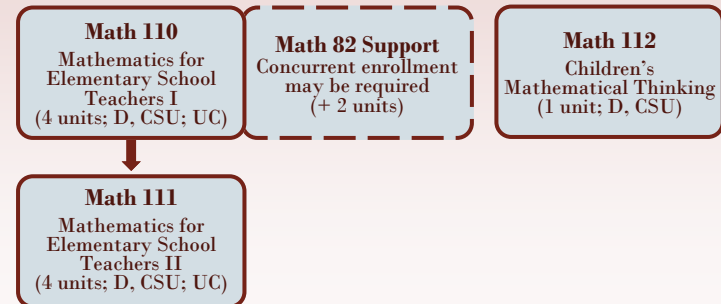 Math 110
Mathematics for
Elementary School
Teachers I
(4 units; D, CSU; UC)
Math 82 Support
Concurrent enrollment
may be required
(+ 2 units)
Math 112
Children's
Mathematical Thinking
(1 unit; D, CSU)
Math 111
Mathematics for
Elementary School
Teachers II
(4 units; D, CSU; UC)